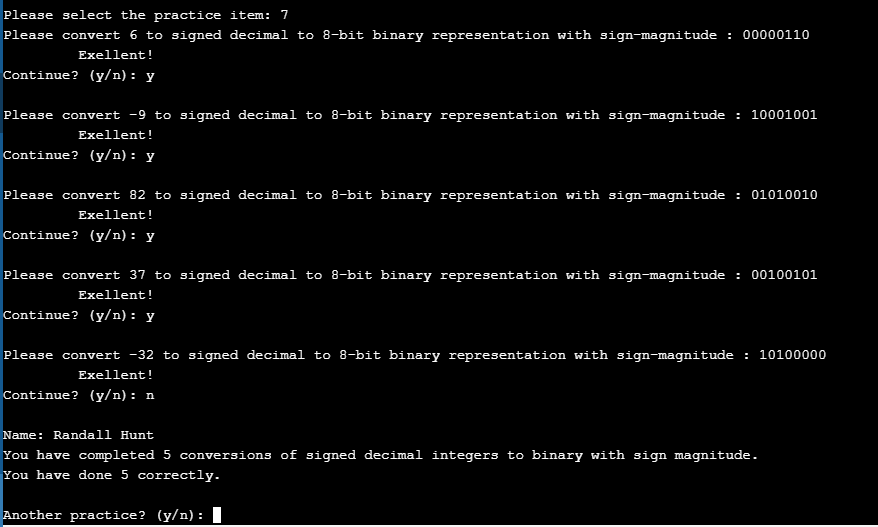 Please select the practice item: 7
Please convert 6 to signed decimal to 8-bit binary representation with sign-magnitude : 00000110
Exellent!
Continue? (y/n): y
Please convert -9 to signed decimal to 8-bit binary representation with sign-magnitude : 10001001
Exellent!
Continue? (y/n): y
Please convert 82 to signed decimal to 8-bit binary representation with sign-magnitude : 01010010
Exellent!
Continue? (y/n): y
Please convert 37 to signed decimal to 8-bit binary representation with sign-magnitude : 00100101
Exellent!
Continue? (y/n): y
Please convert -32 to signed decimal to 8-bit binary representation with sign-magnitude : 10100000
Exellent!
Continue? (y/n): n
Name: Randall Hunt
You have completed 5 conversions of signed decimal integers to binary with sign magnitude.
You have done 5 correctly.
Another practice? (y/n):